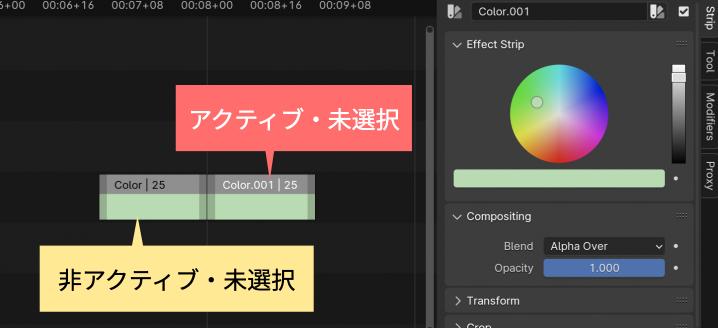 00:06+16
00:07+08
00:08+00
00:08+16
00:09+08
アクティブ・未選択
Color | 25
Color.001 | 25
非アクティブ・未選択
Color.001
Effect Strip
Compositing
Blend
Alpha Over
Opacity
1.000
Transform
Crop
Strip
Tool
Modifiers
Proxy